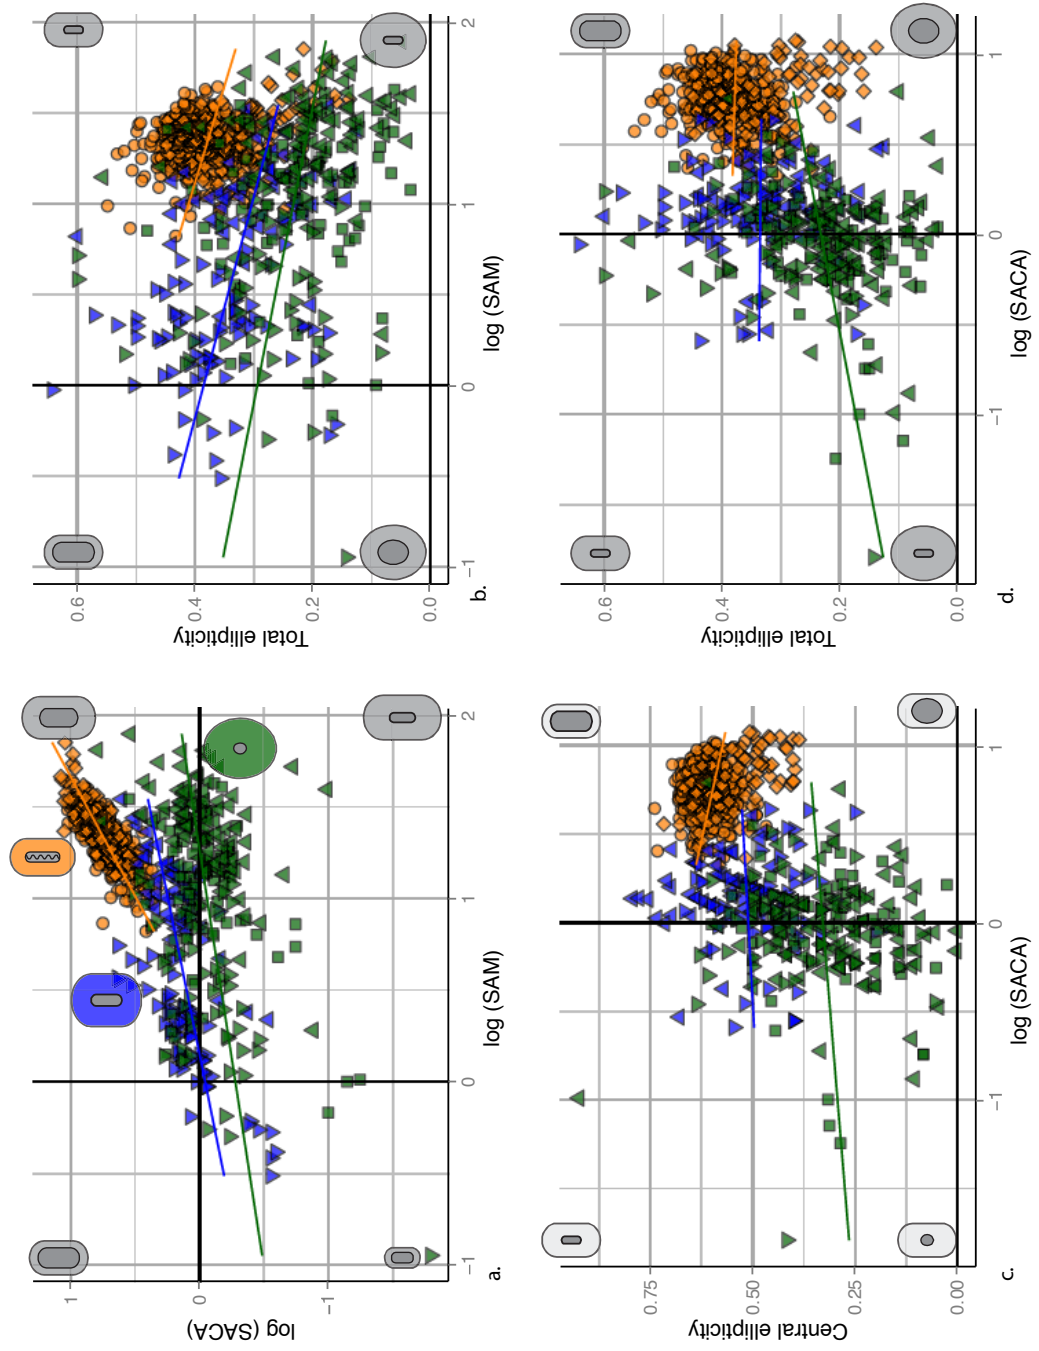 1
0
−1
log (SACA)
−1
0
1
2
log (SAM)
a.
0.6
0.4
0.2
0.0
Total ellipticity
−1
0
1
2
log (SAM)
b.
0.75
0.50
0.25
0.00
Central ellipticity
−1
0
1
log (SACA)
c.
0.6
0.4
0.2
0.0
Total ellipticity
−1
0
1
log (SACA)
d.